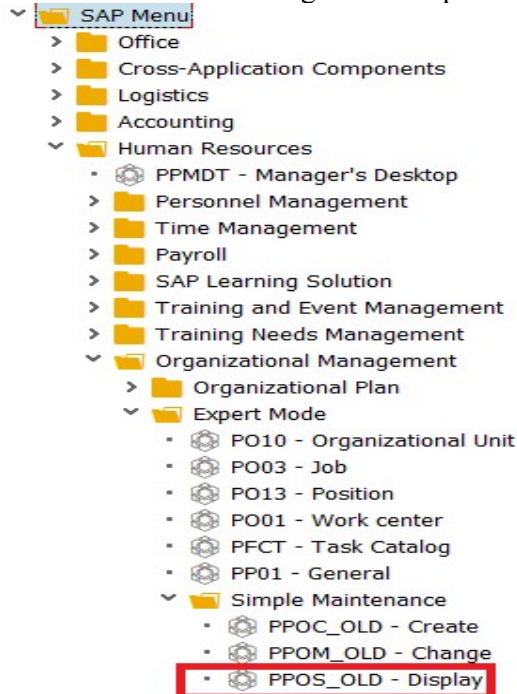 SAP Menu
Office
Cross-Application Components
Logistics
Accounting
Human Resources
PPMDT - Manager's Desktop
Personnel Management
Time Management
Payroll
SAP Learning Solution
Training and Event Management
Training Needs Management
Organizational Management
Organizational Plan
Expert Mode
PO10 - Organizational Unit
PO03 - Job
PO13 - Position
PO01 - Work center
PFCT - Task Catalog
PP01 - General
Simple Maintenance
PPOC_OLD - Create
PPOM_OLD - Change
PPOS_OLD - Display